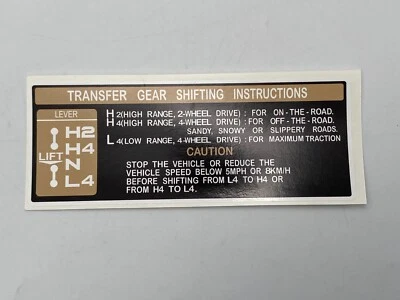 TRANSFER GEAR SHIFTING INSTRUCTIONS
LEVER
H2
H4
LIFT
N
L4
H2(HIGH RANGE, 2-WHEEL DRIVE) : FOR ON-THE-ROAD.
H4(HIGH RANGE, 4-WHEEL DRIVE) : FOR OFF-THE-ROAD.
SANDY, SNOWY OR SLIPPERY ROADS.
L4(LOW RANGE, 4-WHEEL DRIVE) : FOR MAXIMUM TRACTION
CAUTION
STOP THE VEHICLE OR REDUCE THE
VEHICLE SPEED BELOW 5MPH OR 8KM/H
BEFORE SHIFTING FROM L4 TO H4 OR
FROM H4 TO L4.